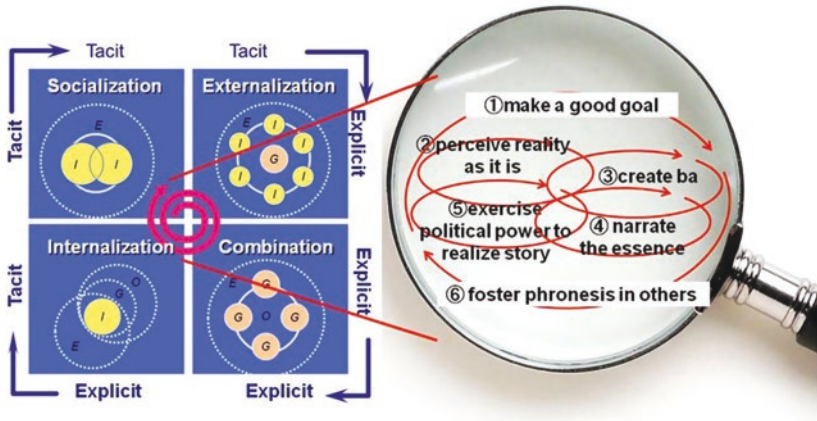 Tacit
Tacit
Socialization
Externalization
Tacit
Explicit
E
I
I
E
I
I
I
G
I
I
I
Internalization
Combination
Tacit
Explicit
O
G
I
E
E
G
G
O
G
G
Explicit
Explicit
①make a good goal
②perceive reality
as it is
③create ba
⑤exercise
political power to
realize story
④ narrate
the essence
⑥ foster phronesis in others